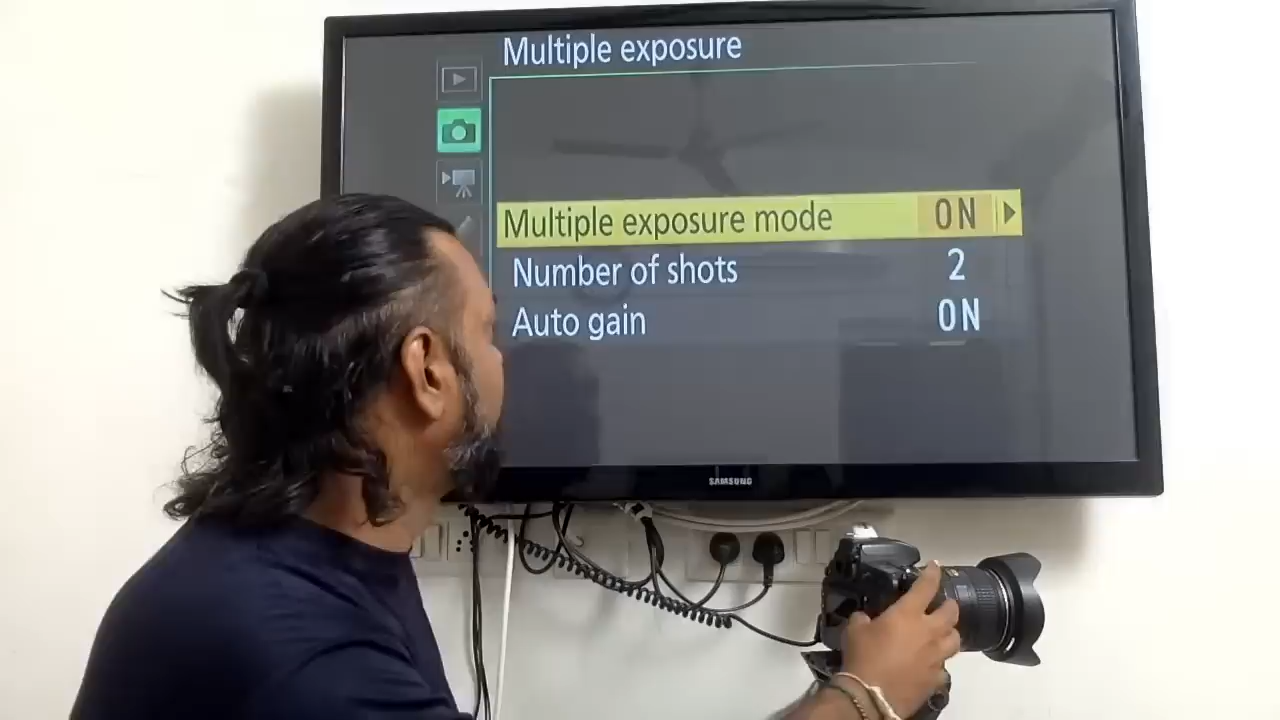 Multiple exposure
Multiple exposure mode ON
Number of shots 2
Auto gain ON
SAMSUNG